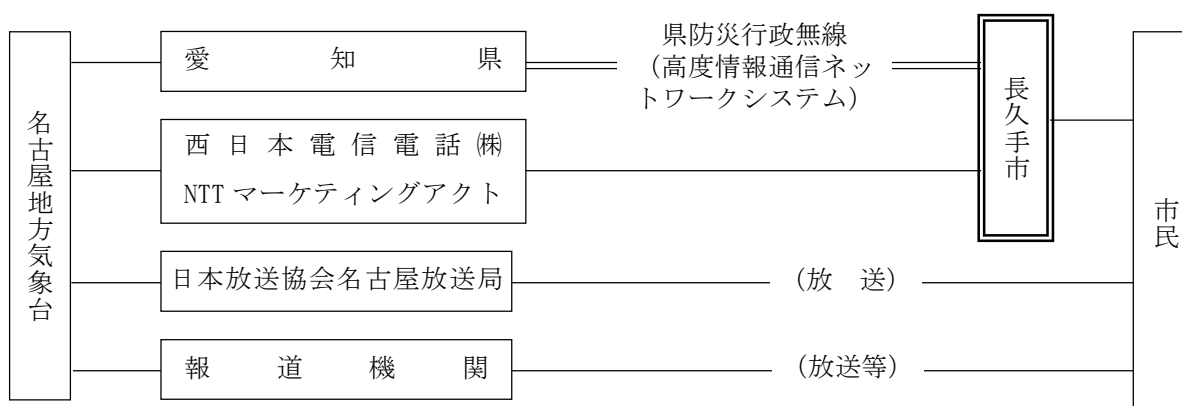 名古屋地方気象台
愛知県
県防災行政無線
（高度情報通信ネッ
トワークシステム）
西日本電信電話㈱
NTT マーケティングアクト
長久手市
日本放送協会名古屋放送局
（放　送）
報道機関
（放送等）
市民